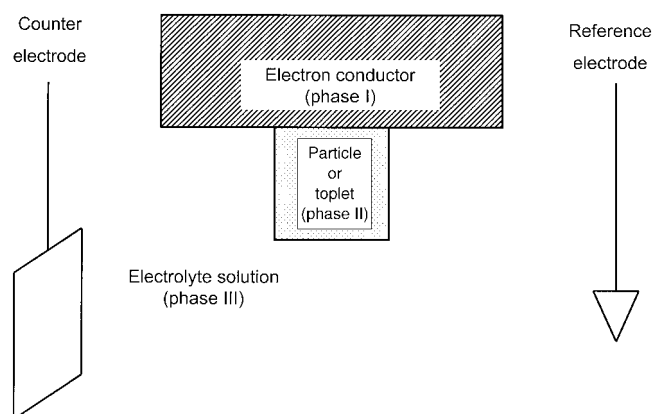 Counter
electrode
Electron conductor
(phase I)
Reference
electrode
Particle
or
toplet
(phase II)
Electrolyte solution
(phase III)